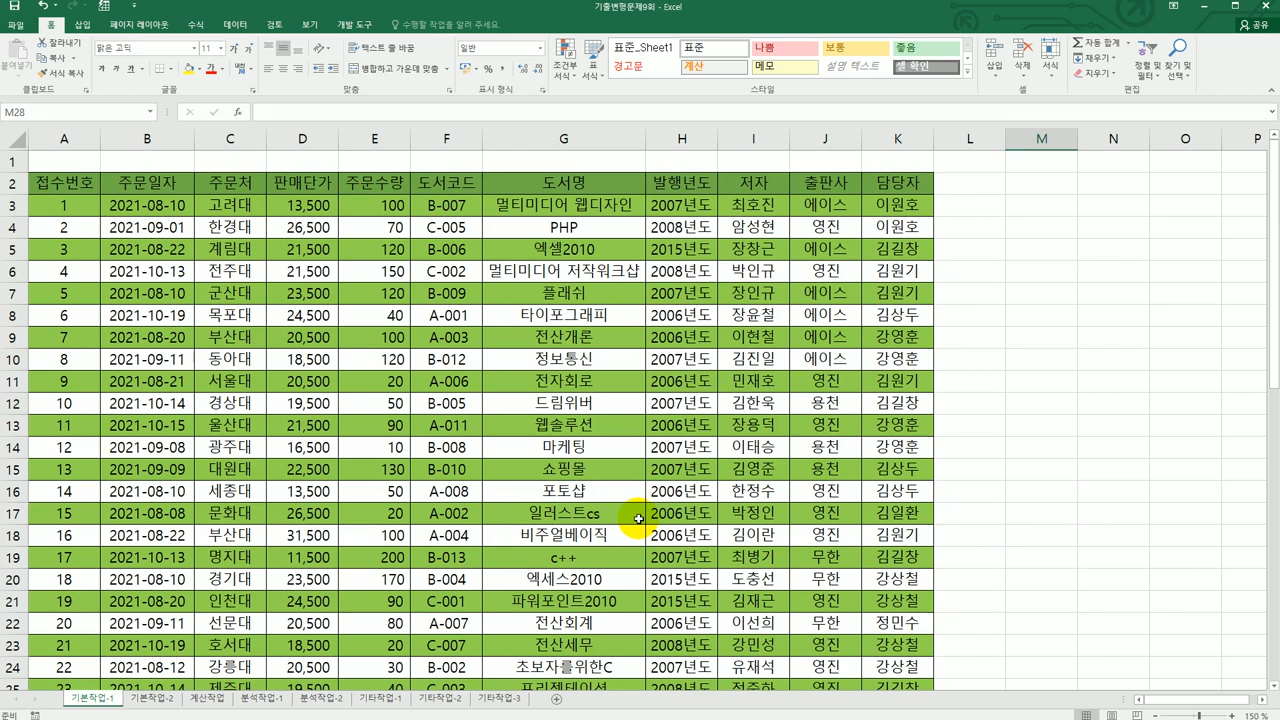 기출변형문제9회 - Excel
파일 홈 삽입 페이지 레이아웃 수식 데이터 검토 보기 개발 도구 수행할 작업을 알려 주세요. 공유
붙여넣기 잘라내기 복사 서식 복사 클립보드
맑은 고딕 11 글꼴
텍스트 줄 바꿈 병합하고 가운데 맞춤 맞춤
일반 표시 형식
조건부 서식 표 서식 표준_Sheet1 표준 나쁨 보통 좋음
경고문 계산 메모 설명 텍스트 셀 확인 스타일
삽입 삭제 서식 셀
자동 합계 채우기 지우기 정렬 및 필터 찾기 및 선택 편집
M28 fx
A B C D E F G H I J K L M N O P
1
2 접수번호 주문일자 주문처 판매단가 주문수량 도서코드 도서명 발행년도 저자 출판사 담당자
3 1 2021-08-10 고려대 13,500 100 B-007 멀티미디어 웹디자인 2007년도 최호진 에이스 이원호
4 2 2021-09-01 한경대 26,500 70 C-005 PHP 2008년도 암성현 영진 이원호
5 3 2021-08-22 계림대 21,500 120 B-006 엑셀2010 2015년도 장창근 에이스 김길창
6 4 2021-10-13 전주대 21,500 150 C-002 멀티미디어 저작워크샵 2008년도 박인규 영진 김원기
7 5 2021-08-10 군산대 23,500 120 B-009 플래쉬 2007년도 장인규 에이스 김원기
8 6 2021-10-19 목포대 24,500 40 A-001 타이포그래피 2006년도 장윤철 에이스 김상두
9 7 2021-08-20 부산대 20,500 100 A-003 전산개론 2006년도 이현철 에이스 강영훈
10 8 2021-09-11 동아대 18,500 120 B-012 정보통신 2007년도 김진일 에이스 강영훈
11 9 2021-08-21 서울대 20,500 20 A-006 전자회로 2006년도 민재호 영진 김원기
12 10 2021-10-14 경상대 19,500 50 B-005 드림위버 2007년도 김한욱 용천 김길창
13 11 2021-10-15 울산대 21,500 90 A-011 웹솔루션 2006년도 장용덕 영진 강영훈
14 12 2021-09-08 광주대 16,500 10 B-008 마케팅 2007년도 이태승 용천 강영훈
15 13 2021-09-09 대원대 22,500 130 B-010 쇼핑몰 2007년도 김영준 용천 김상두
16 14 2021-08-10 세종대 13,500 50 A-008 포토샵 2006년도 한정수 영진 김상두
17 15 2021-08-08 문화대 26,500 20 A-002 일러스트cs 2006년도 박정인 영진 김일환
18 16 2021-08-22 부산대 31,500 100 A-004 비주얼베이직 2006년도 김이란 영진 김원기
19 17 2021-10-13 명지대 11,500 200 B-013 c++ 2007년도 최병기 무한 김길창
20 18 2021-08-10 경기대 23,500 170 B-004 엑세스2010 2015년도 도충선 무한 강상철
21 19 2021-08-20 인천대 24,500 90 C-001 파워포인트2010 2015년도 김재근 영진 강상철
22 20 2021-09-11 선문대 20,500 80 A-007 전산회계 2006년도 이선희 무한 정민수
23 21 2021-10-19 호서대 18,500 20 C-007 전산세무 2008년도 강민성 영진 강상철
24 22 2021-08-12 강릉대 20,500 30 B-002 초보자를위한C 2007년도 유재석 영진 강상철
기본작업-1 기본작업-2 계산작업 분석작업-1 분석작업-2 기타작업-1 기타작업-2 기타작업-3
준비 150 %